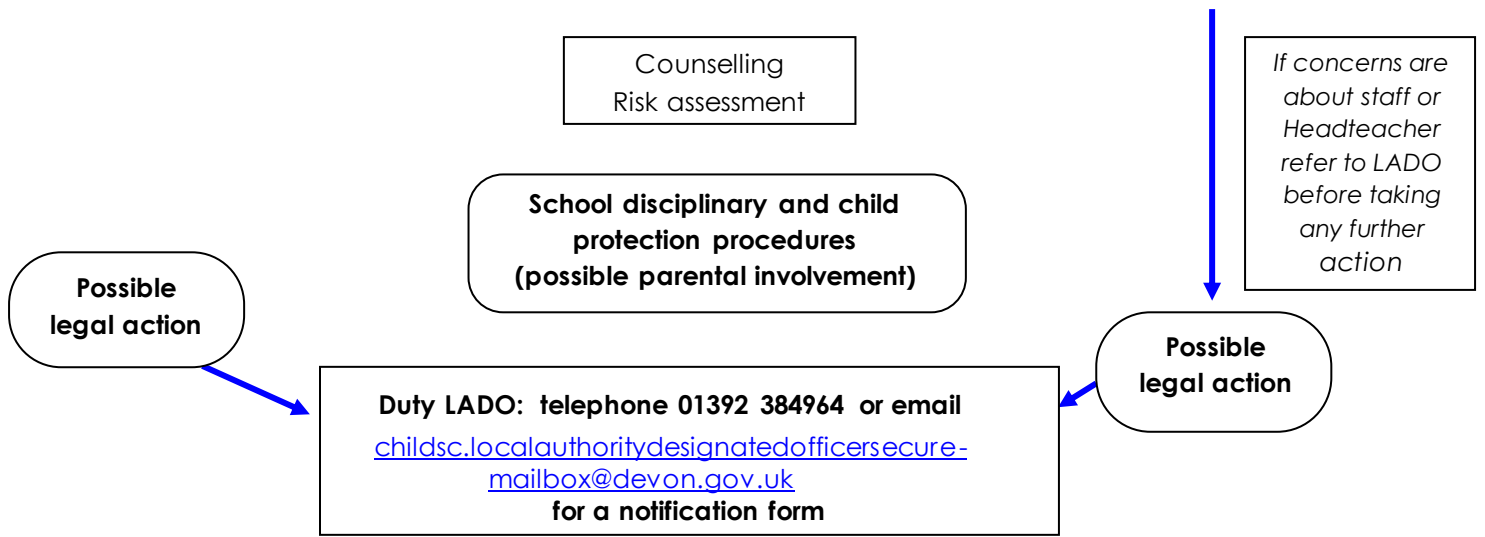 Counselling
Risk assessment
If concerns are
about staff or
Headteacher
refer to LADO
before taking
any further
action
School disciplinary and child
protection procedures
(possible parental involvement)
Possible
legal action
Possible
legal action
Duty LADO: telephone 01392 384964 or email
childsc.localauthoritydesignatedofficersecure-
mailbox@devon.gov.uk
for a notification form